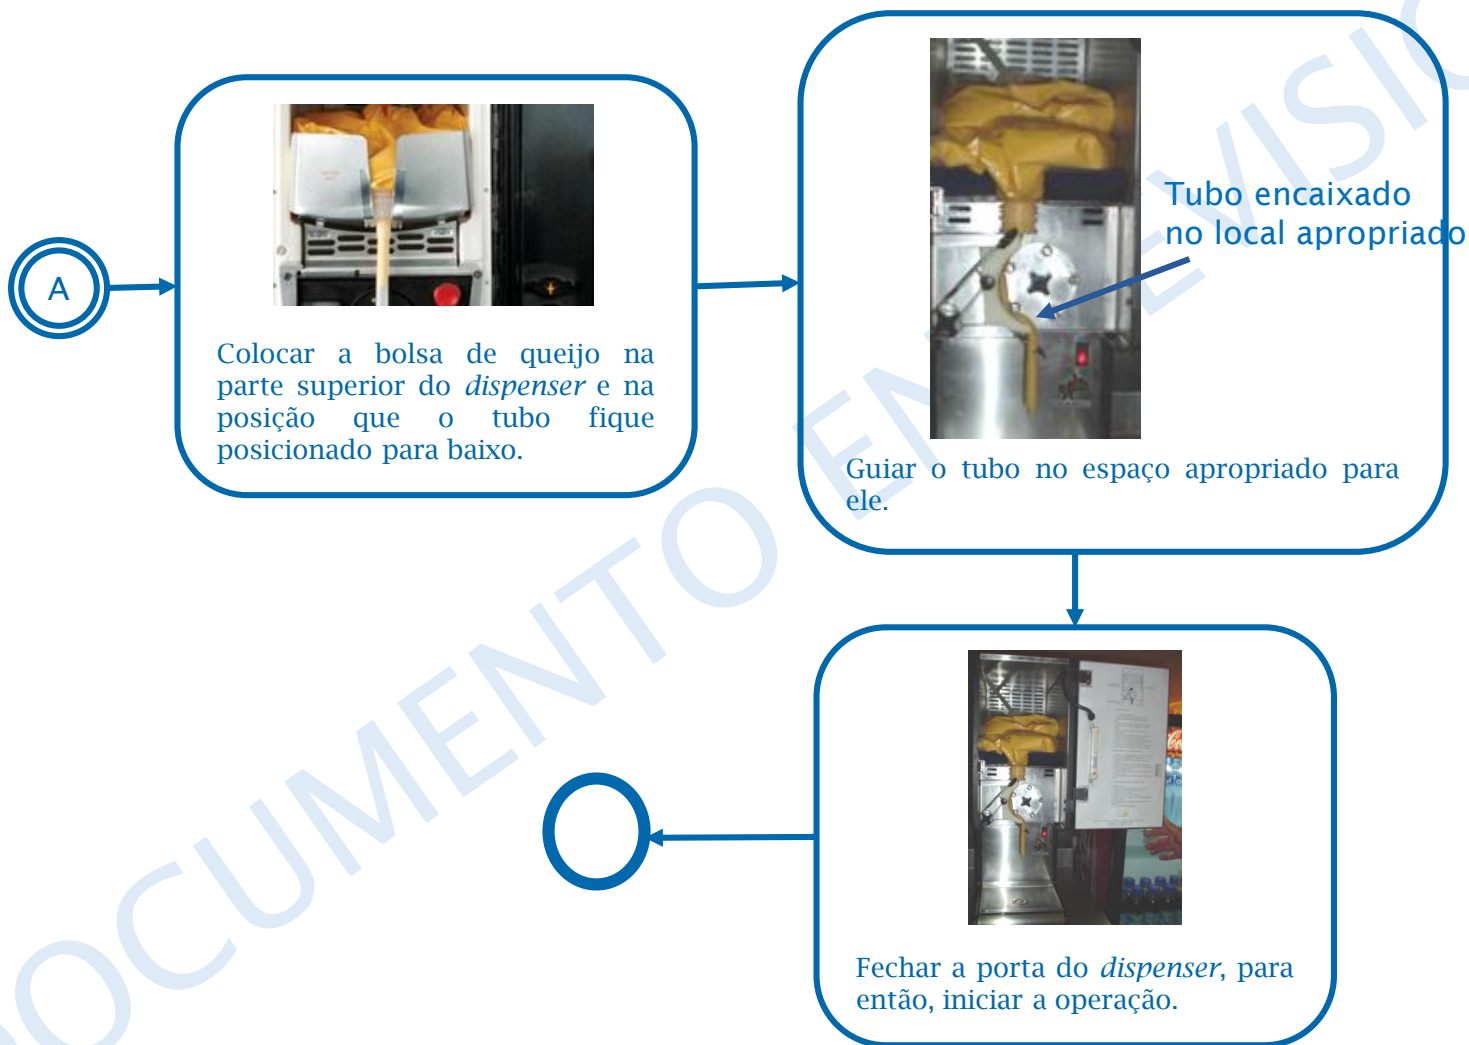 A
Colocar a bolsa de queijo na
parte superior do dispenser e na
posição que o tubo fique
posicionado para baixo.
Tubo encaixado
no local apropriado
Guiar o tubo no espaço apropriado para
ele.
Fechar a porta do dispenser, para
então, iniciar a operação.
DOCUMENTO EM REVISÃO